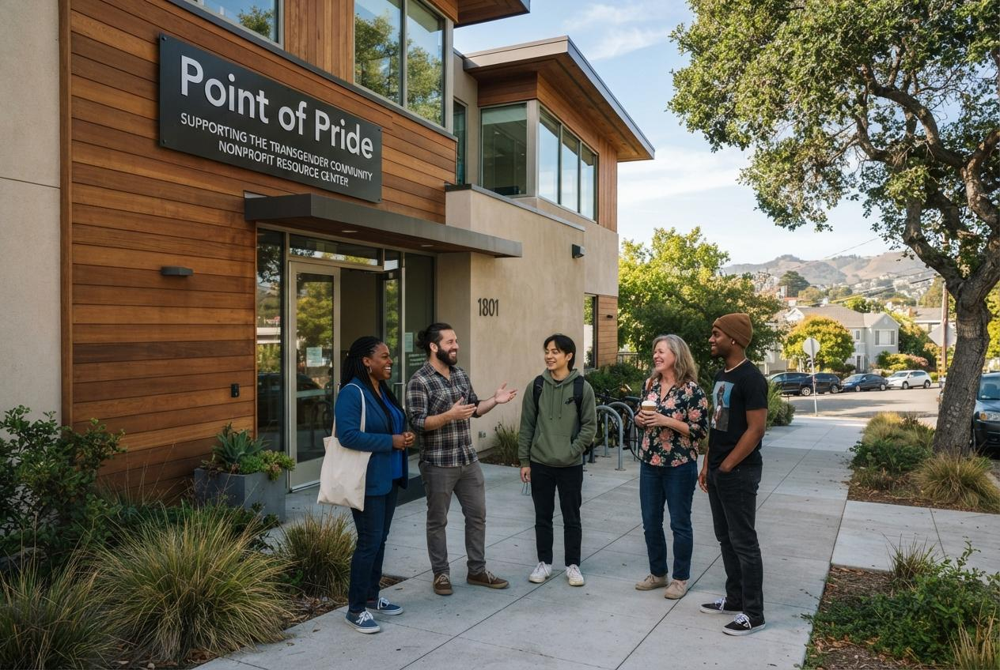 Point of Pride
SUPPORTING THE TRANSGENDER COMMUNITY
NONPROFIT RESOURCE CENTER
1801